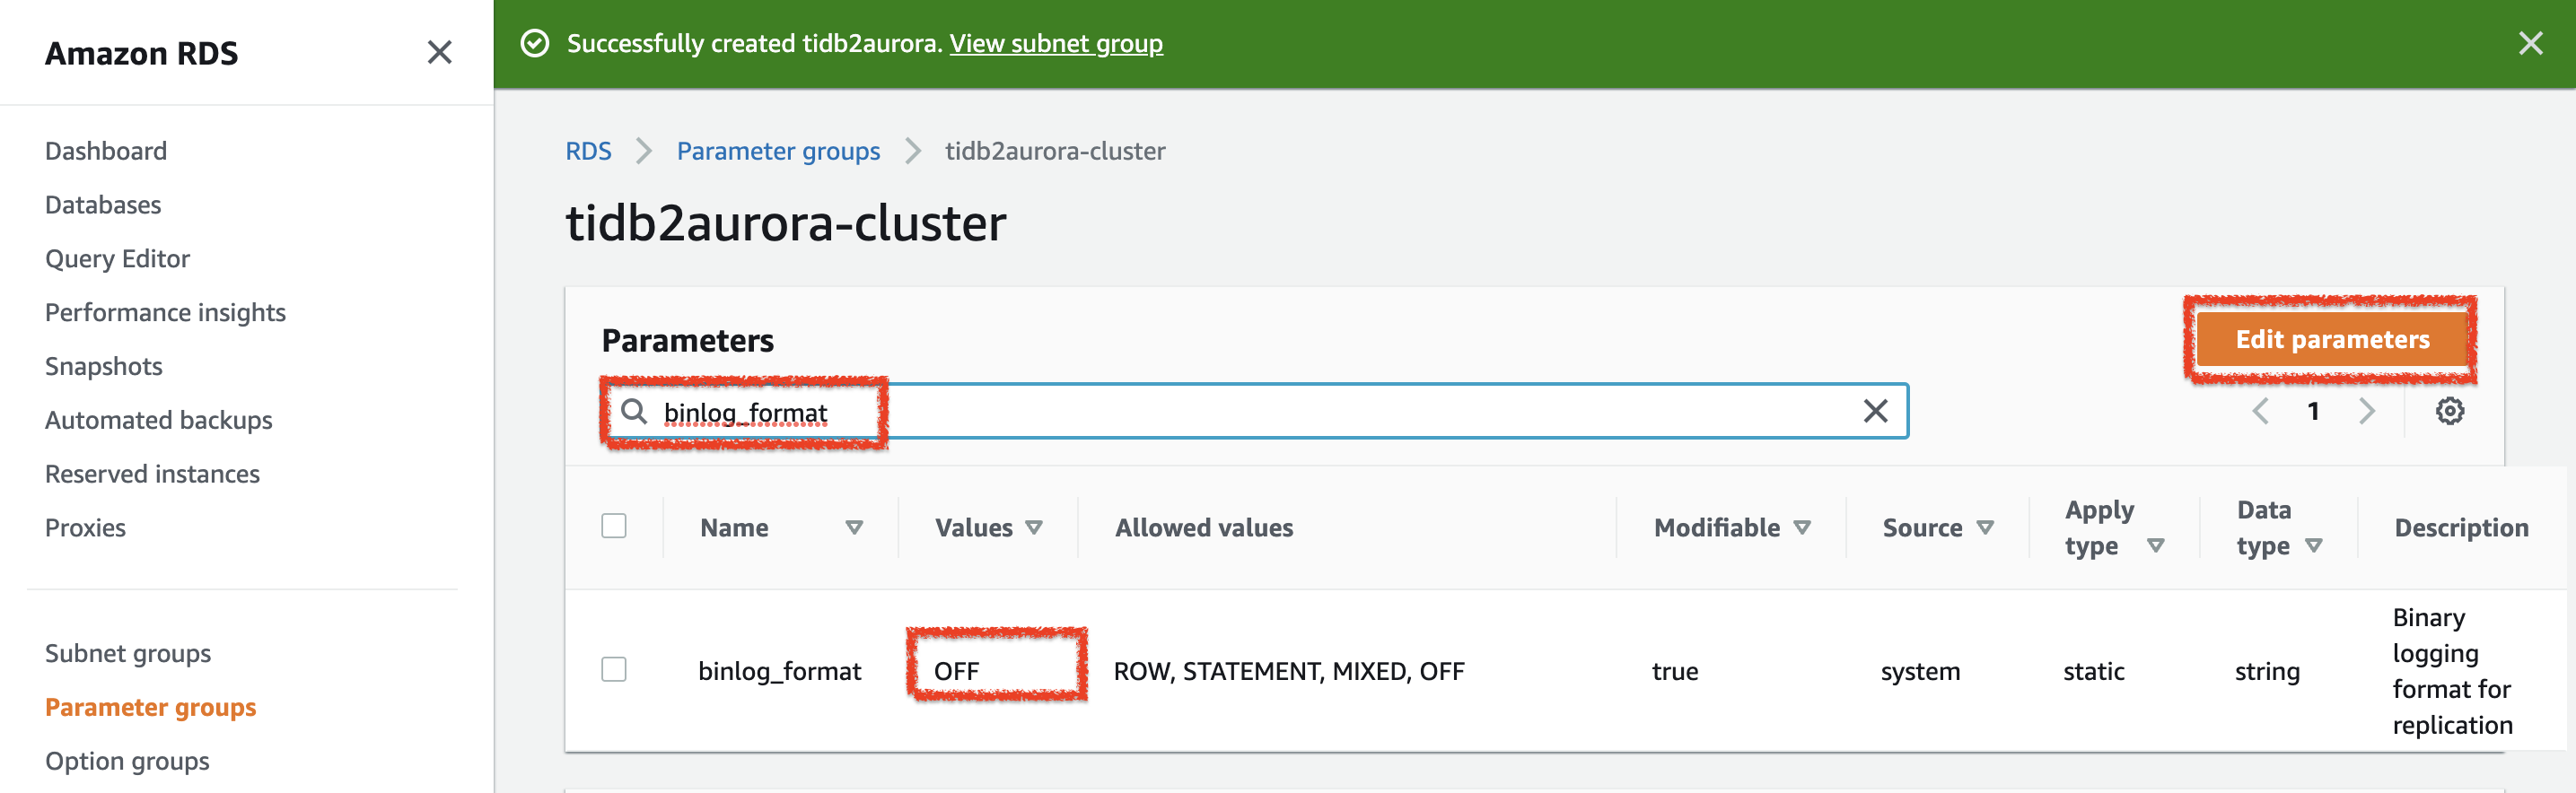 Amazon RDS
Dashboard
Databases
Query Editor
Performance insights
Snapshots
Automated backups
Reserved instances
Proxies
Subnet groups
Parameter groups
Option groups
Successfully created tidb2aurora. View subnet group
RDS Parameter groups tidb2aurora-cluster
tidb2aurora-cluster
Parameters
Edit parameters
binlog_format
1
Name Values Allowed values Modifiable Source Apply type Data type Description
binlog_format OFF ROW, STATEMENT, MIXED, OFF true system static string Binary logging format for replication